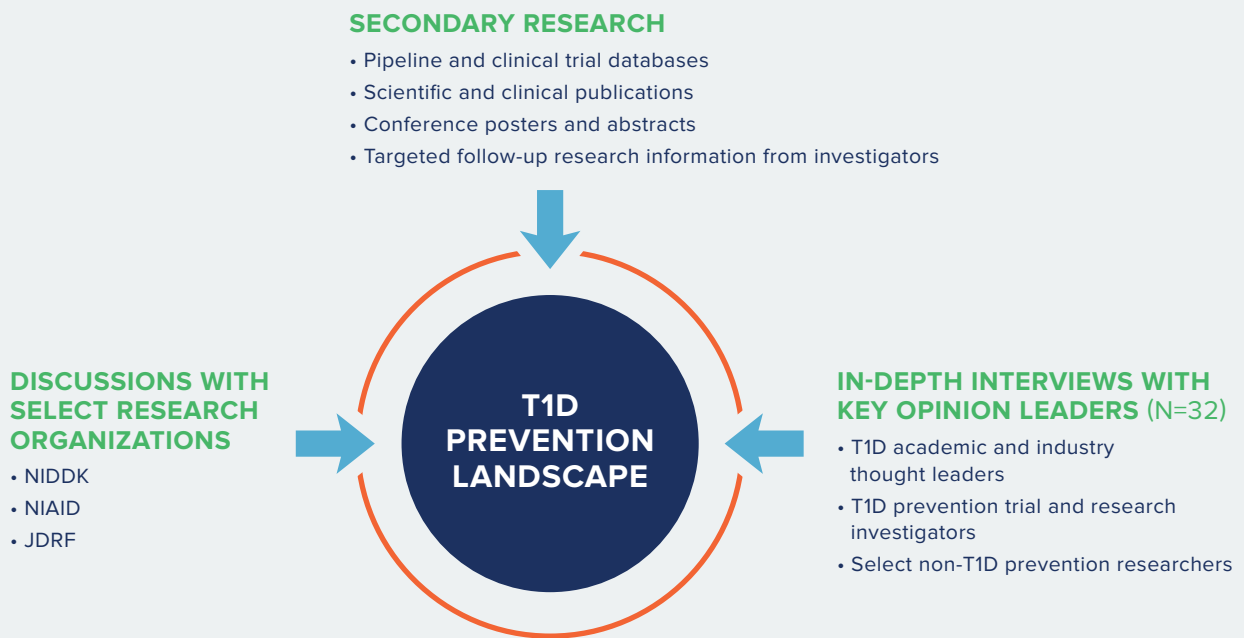 SECONDARY RESEARCH
• Pipeline and clinical trial databases
• Scientific and clinical publications
• Conference posters and abstracts
• Targeted follow-up research information from investigators
DISCUSSIONS WITH
SELECT RESEARCH
ORGANIZATIONS
• NIDDK
• NIAID
• JDRF
T1D
PREVENTION
LANDSCAPE
IN-DEPTH INTERVIEWS WITH
KEY OPINION LEADERS (N=32)
• T1D academic and industry
thought leaders
• T1D prevention trial and research
investigators
• Select non-T1D prevention researchers